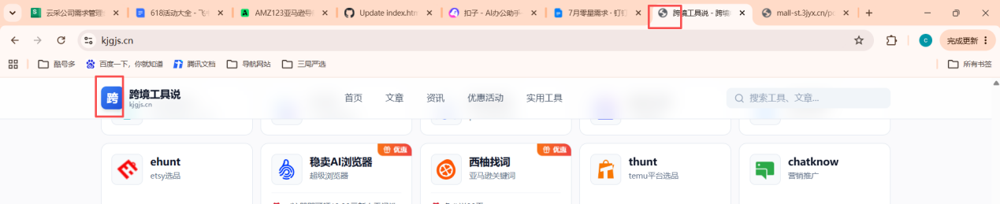 云采公司需求管理
618活动大全 - 飞
AMZ123亚马逊导
Update index.htm
扣子 - AI办公助手
7月零星需求 · 钉
跨境工具说 - 跨境
mall-st.3jyx.cn/pc
kjgjs.cn
C
完成更新
酷号多
百度一下，你就知道
腾讯文档
导航网站
三局严选
所有书签
跨
跨境工具说
kjgjs.cn
首页
文章
资讯
优惠活动
实用工具
搜索工具、文章...
ehunt
etsy选品
稳卖AI浏览器
超级浏览器
优惠
西柚找词
亚马逊关键词
优惠
thunt
temu平台选品
chatknow
营销推广